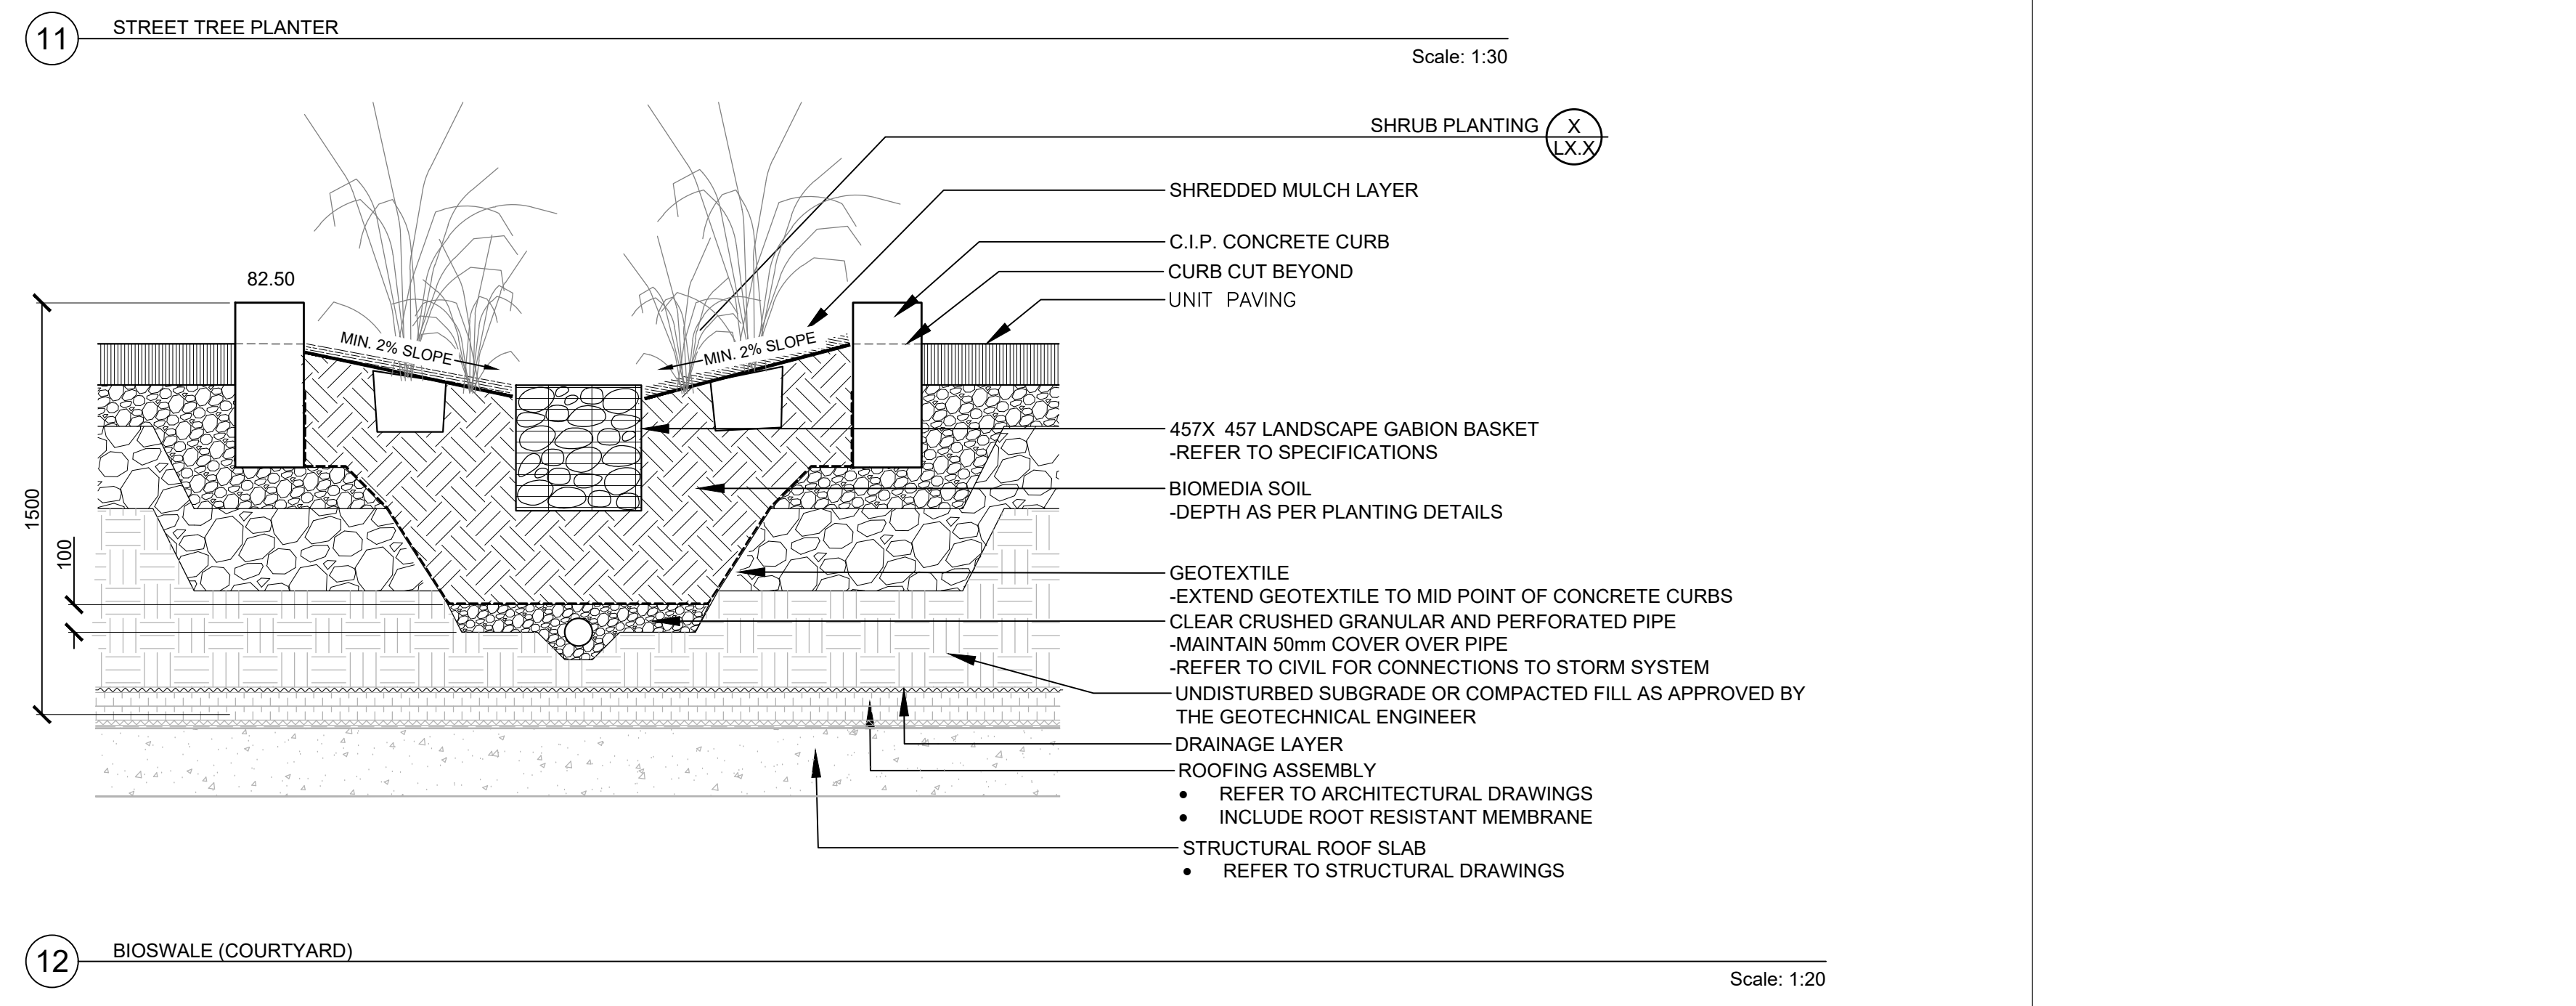 11 STREET TREE PLANTER
Scale: 1:30
SHRUB PLANTING X
LX.X
SHREDDED MULCH LAYER
C.I.P. CONCRETE CURB
CURB CUT BEYOND
82.50
UNIT PAVING
MIN. 2% SLOPE
MIN. 2% SLOPE
457X 457 LANDSCAPE GABION BASKET
-REFER TO SPECIFICATIONS
BIOMEDIA SOIL
-DEPTH AS PER PLANTING DETAILS
1500
100
GEOTEXTILE
-EXTEND GEOTEXTILE TO MID POINT OF CONCRETE CURBS
CLEAR CRUSHED GRANULAR AND PERFORATED PIPE
-MAINTAIN 50mm COVER OVER PIPE
-REFER TO CIVIL FOR CONNECTIONS TO STORM SYSTEM
UNDISTURBED SUBGRADE OR COMPACTED FILL AS APPROVED BY
THE GEOTECHNICAL ENGINEER
DRAINAGE LAYER
ROOFING ASSEMBLY
• REFER TO ARCHITECTURAL DRAWINGS
• INCLUDE ROOT RESISTANT MEMBRANE
STRUCTURAL ROOF SLAB
• REFER TO STRUCTURAL DRAWINGS
12 BIOSWALE (COURTYARD)
Scale: 1:20